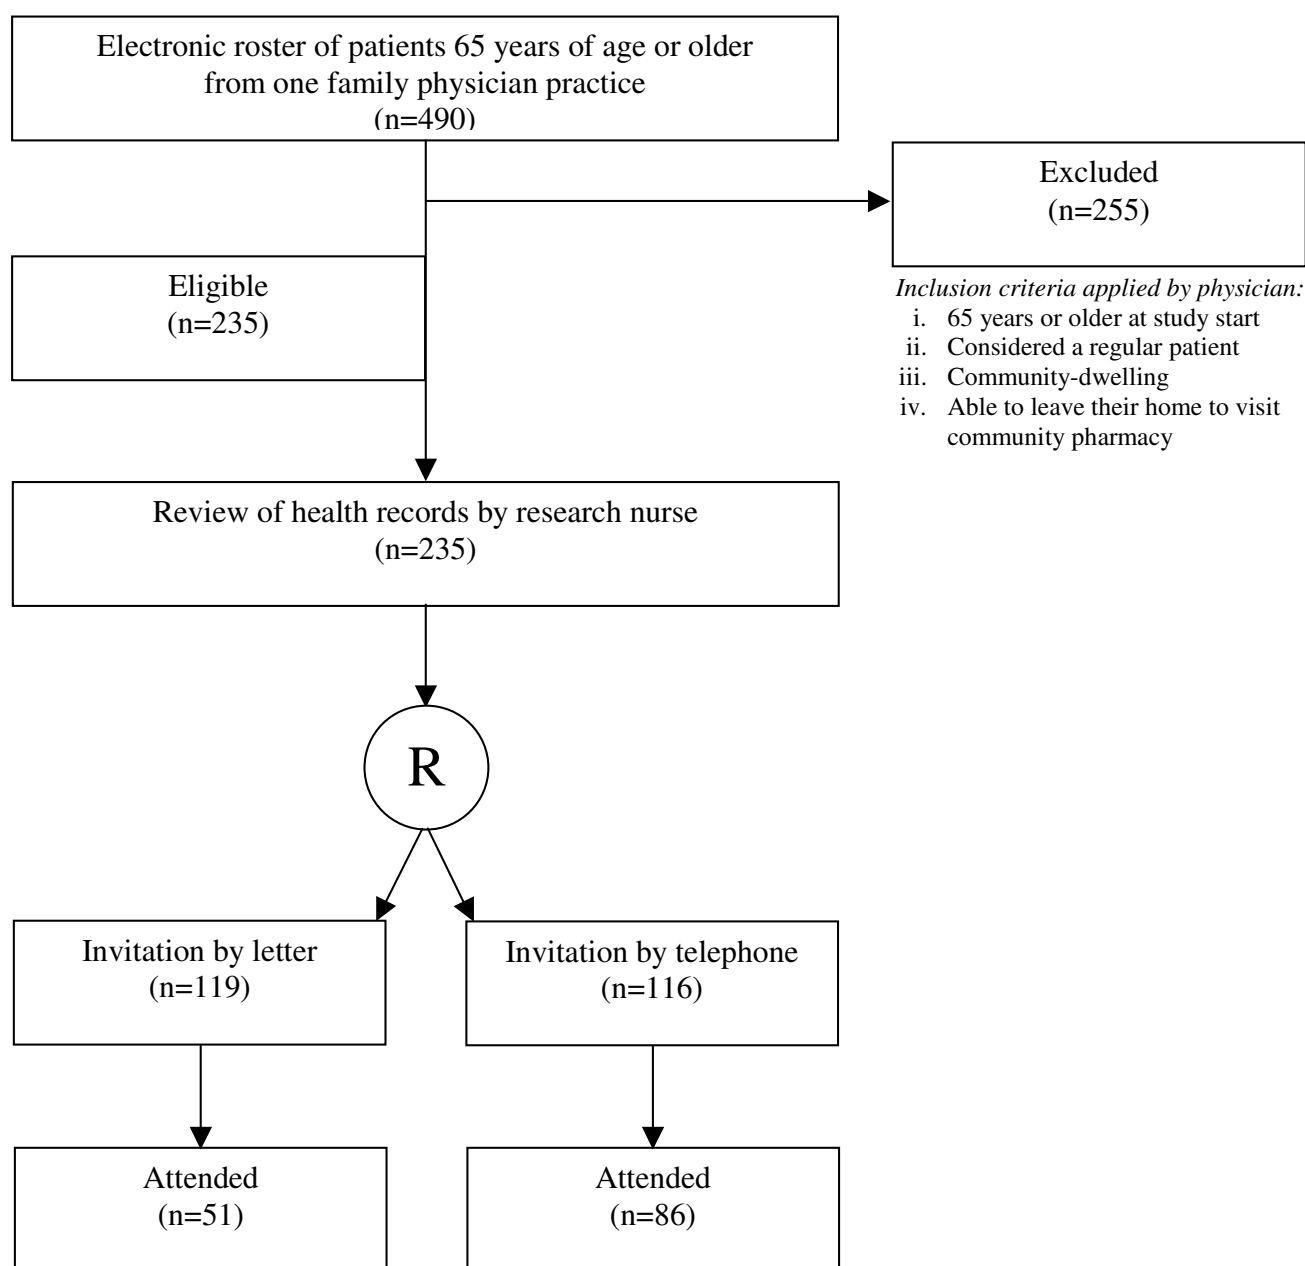 Electronic roster of patients 65 years of age or older
from one family physician practice
(n=490)
Excluded
(n=255)
Inclusion criteria applied by physician:
i. 65 years or older at study start
ii. Considered a regular patient
iii. Community-dwelling
iv. Able to leave their home to visit
community pharmacy
Eligible
(n=235)
Review of health records by research nurse
(n=235)
R
Invitation by letter
(n=119)
Invitation by telephone
(n=116)
Attended
(n=51)
Attended
(n=86)